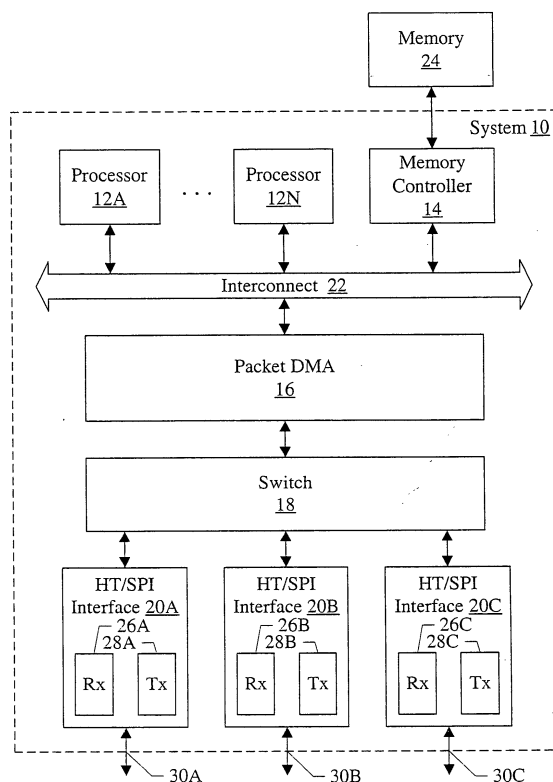 Memory
24
System 10
Processor
12A
. . .
Processor
12N
Memory
Controller
14
Interconnect 22
Packet DMA
16
Switch
18
HT/SPI
Interface 20A
26A
28A
Rx
Tx
HT/SPI
Interface 20B
26B
28B
Rx
Tx
HT/SPI
Interface 20C
26C
28C
Rx
Tx
30A
30B
30C